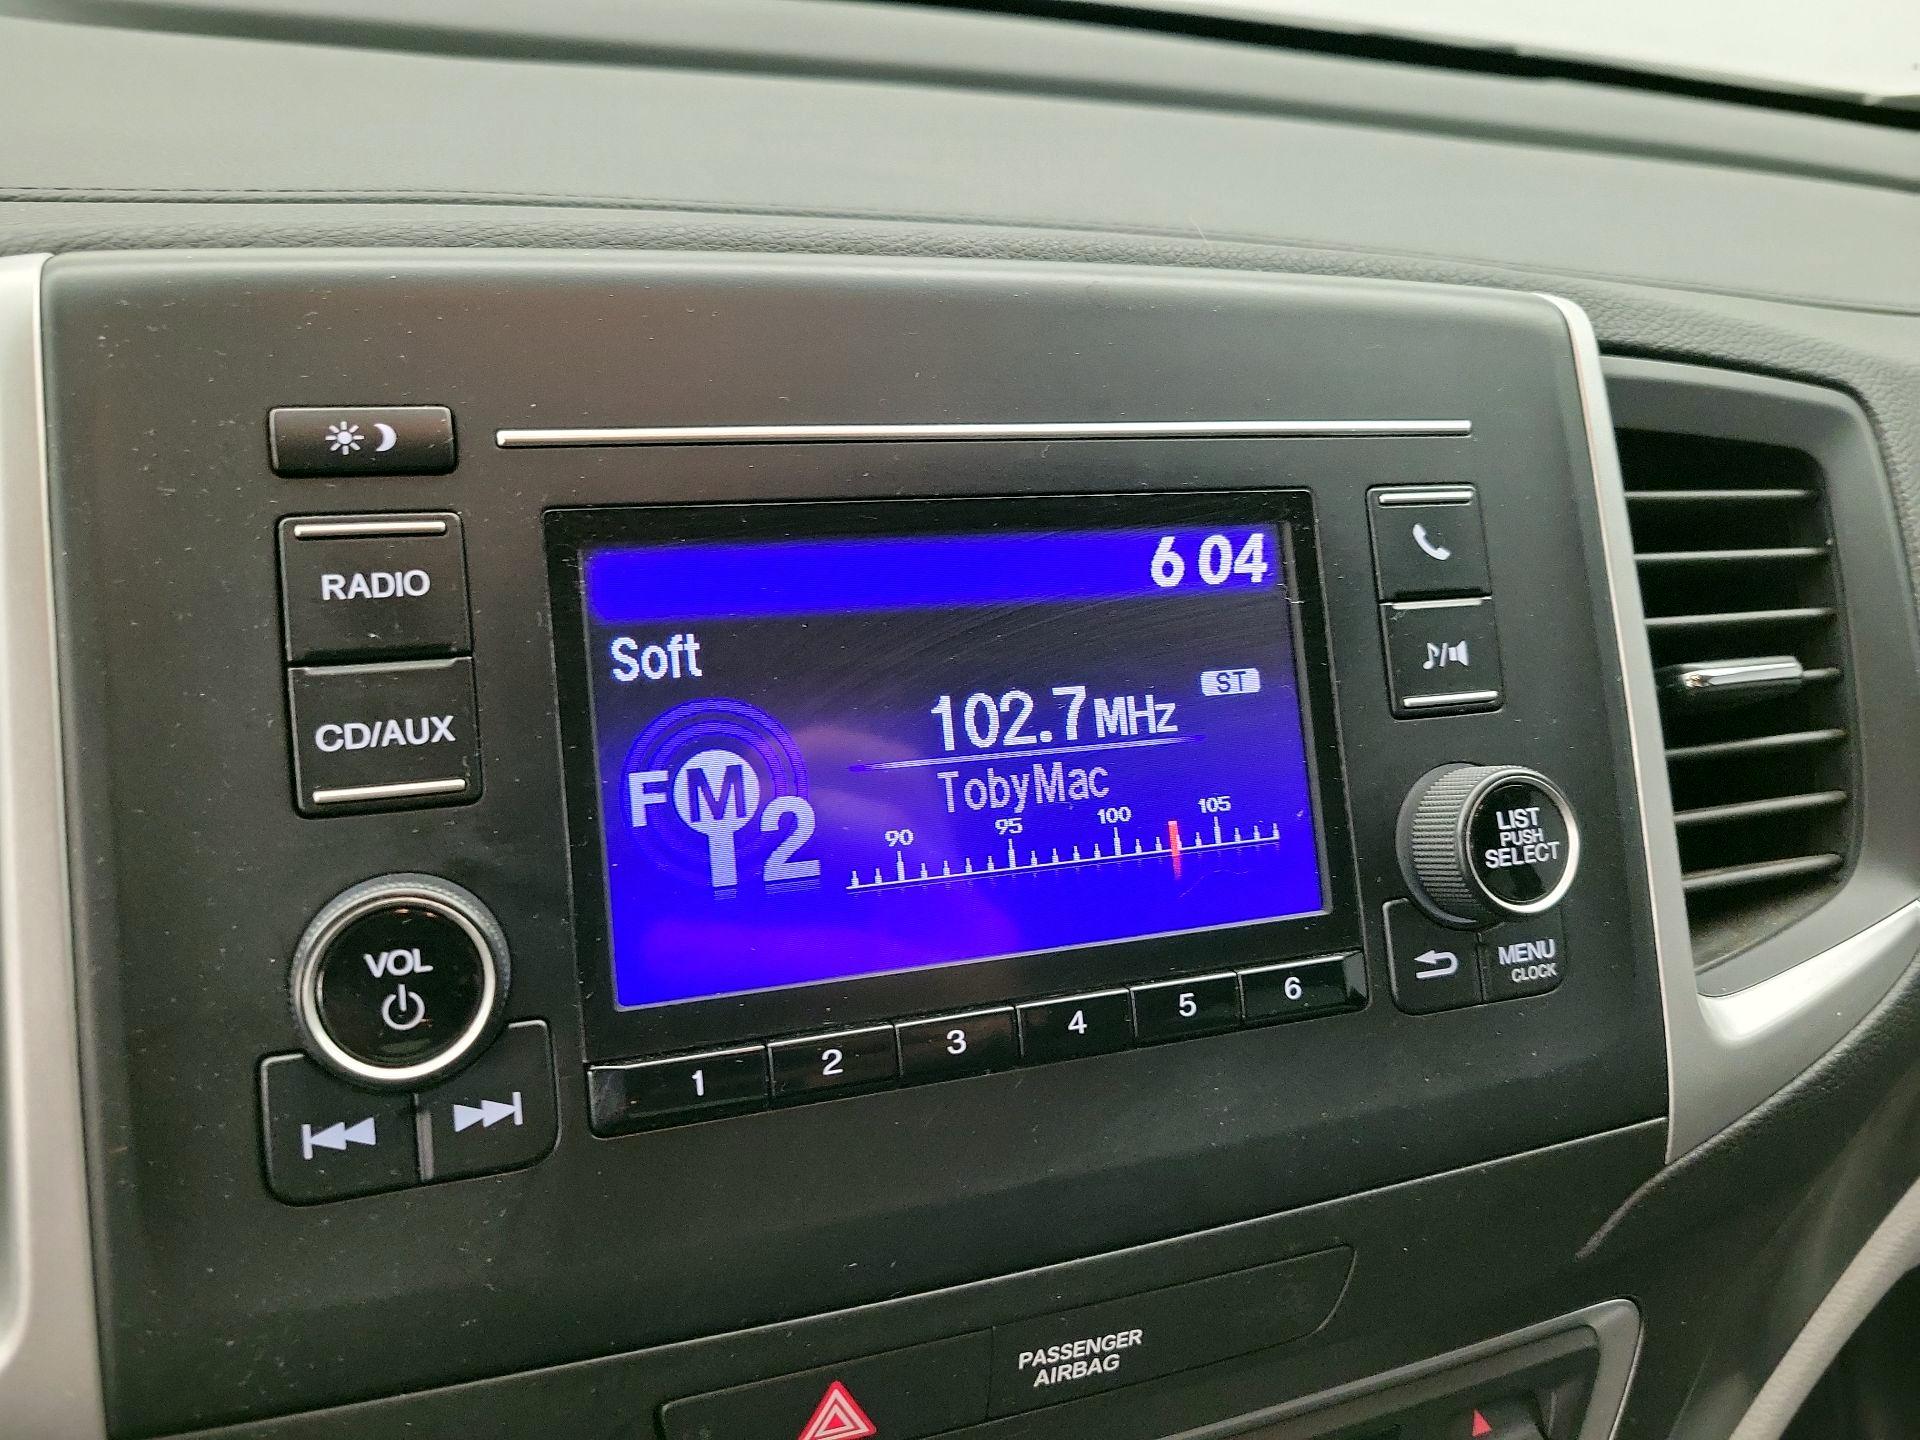 6 04
RADIO
Soft
ST
102.7MHz
CD/AUX
FM2
TobyMac
90 95 100 105
LIST
PUSH
SELECT
VOL
MENU
CLOCK
1 2 3 4 5 6
PASSENGER
AIRBAG